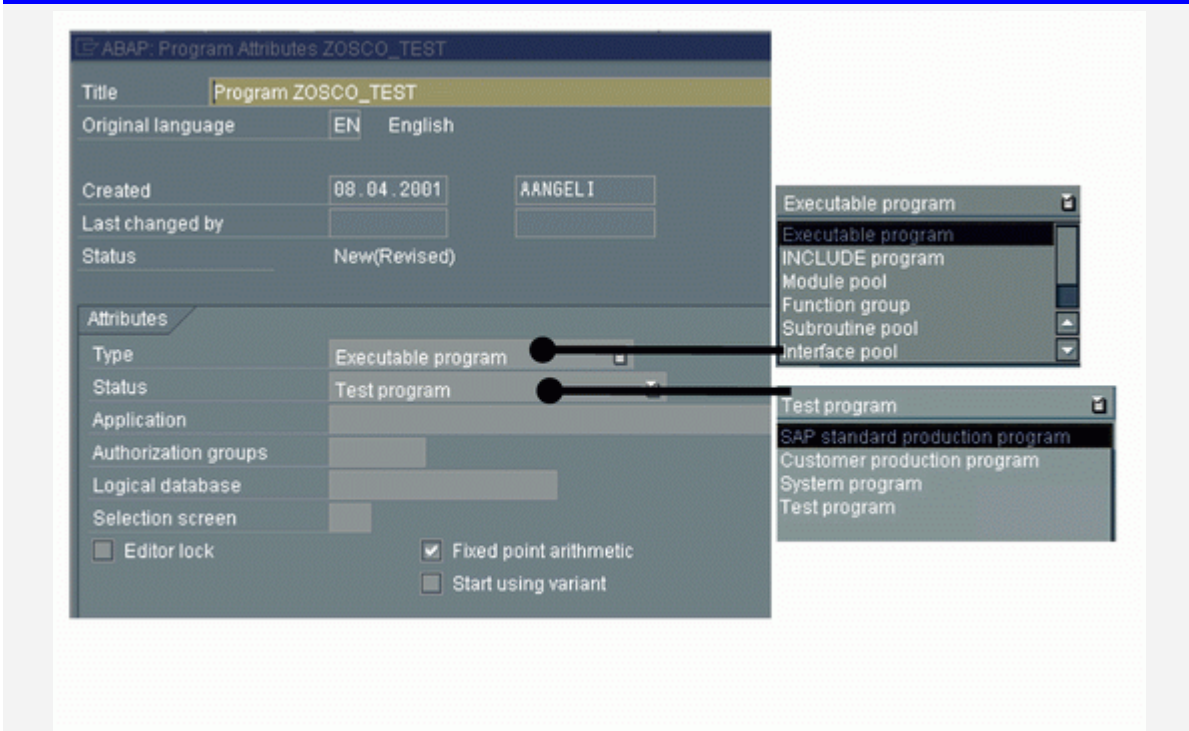 ABAP: Program Attributes ZOSCO_TEST
Title Program ZOSCO_TEST
Original language EN English
Created 08.04.2001 AANGELI
Last changed by
Status New(Revised)
Attributes
Type Executable program
Status Test program
Application
Authorization groups
Logical database
Selection screen
Editor lock Fixed point arithmetic
Start using variant
Executable program
Executable program
INCLUDE program
Module pool
Function group
Subroutine pool
Interface pool
Test program
SAP standard production program
Customer production program
System program
Test program